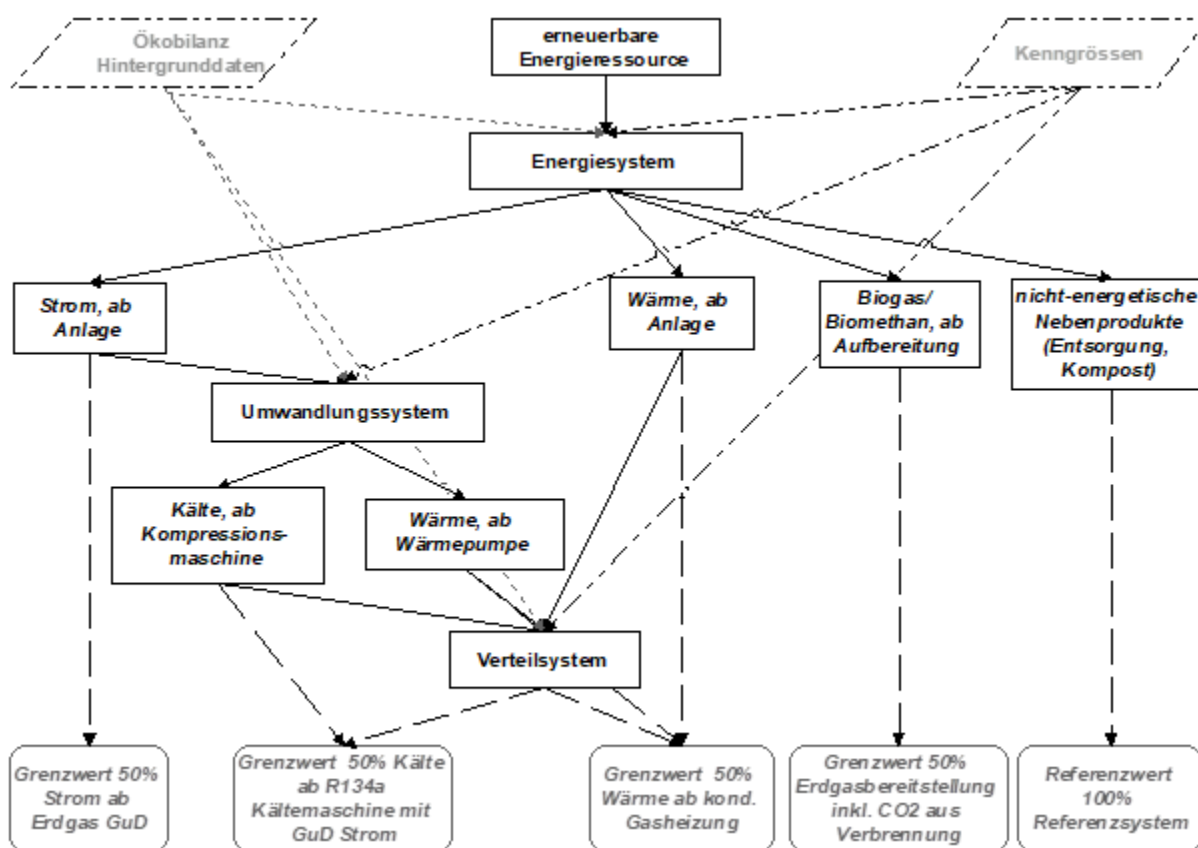 Ökobilanz
Hintergrunddaten
erneuerbare
Energieressource
Kenngrössen
Energiesystem
Strom, ab
Anlage
Wärme, ab
Anlage
Biogas/
Biomethan, ab
Aufbereitung
nicht-energetische
Nebenprodukte
(Entsorgung,
Kompost)
Umwandlungssystem
Kälte, ab
Kompressions-
maschine
Wärme, ab
Wärmepumpe
Verteilsystem
Grenzwert 50%
Strom ab
Erdgas GuD
Grenzwert 50% Kälte
ab R134a
Kältemaschine mit
GuD Strom
Grenzwert 50%
Wärme ab kond.
Gasheizung
Grenzwert 50%
Erdgasbereitstellung
inkl. CO2 aus
Verbrennung
Referenzwert
100%
Referenzsystem